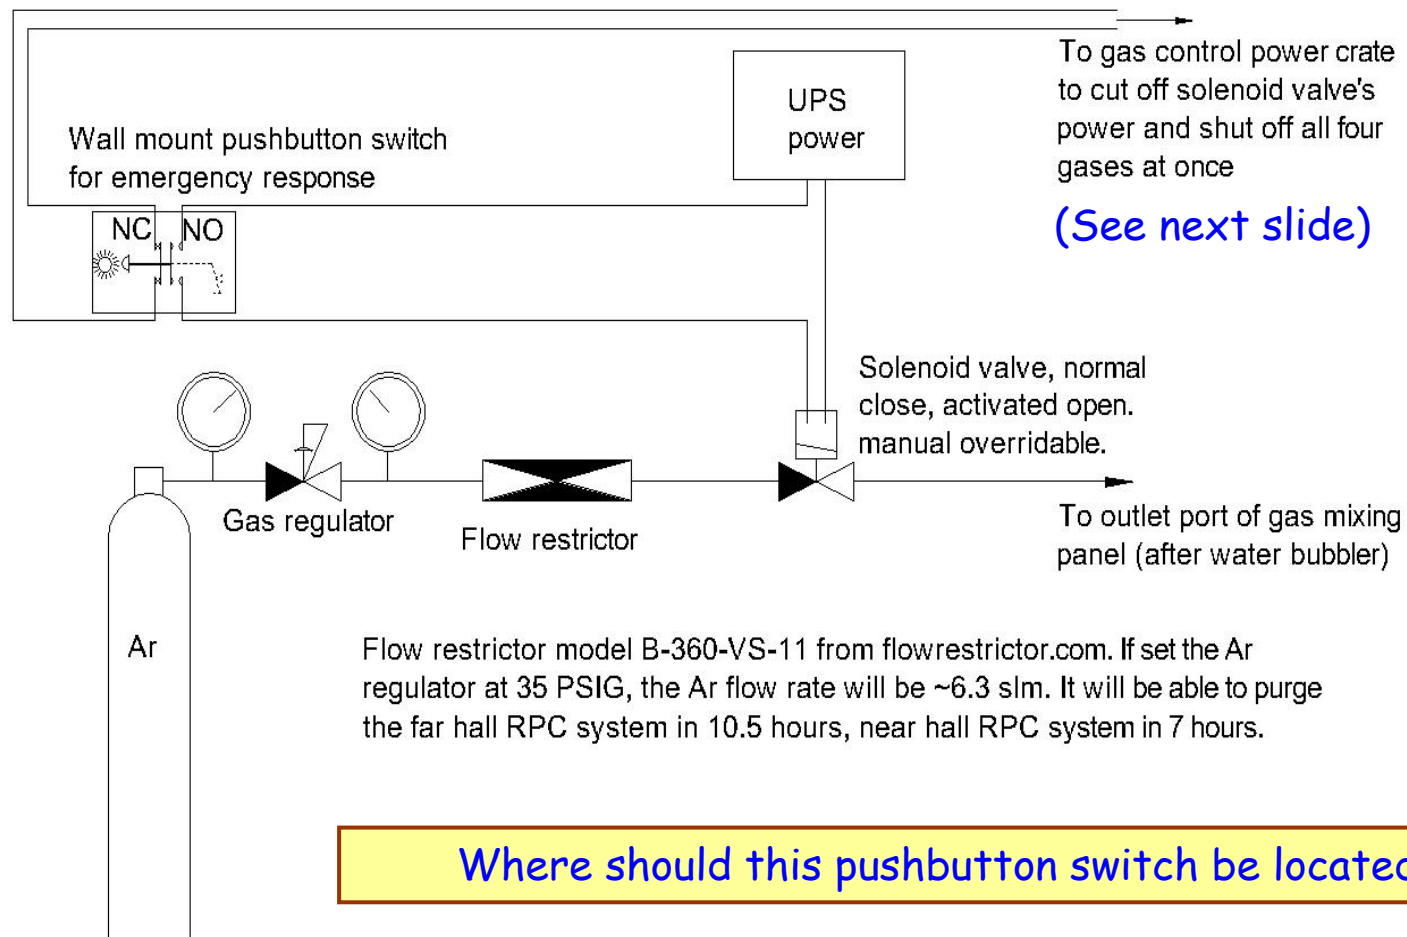 To gas control power crate
to cut off solenoid valve's
power and shut off all four
gases at once
(See next slide)
UPS
power
Wall mount pushbutton switch
for emergency response
NC NO
Solenoid valve, normal
close, activated open.
manual overridable.
Gas regulator
Flow restrictor
To outlet port of gas mixing
panel (after water bubbler)
Ar
Flow restrictor model B-360-VS-11 from flowrestrictor.com. If set the Ar
regulator at 35 PSIG, the Ar flow rate will be ~6.3 slm. It will be able to purge
the far hall RPC system in 10.5 hours, near hall RPC system in 7 hours.
Where should this pushbutton switch be located